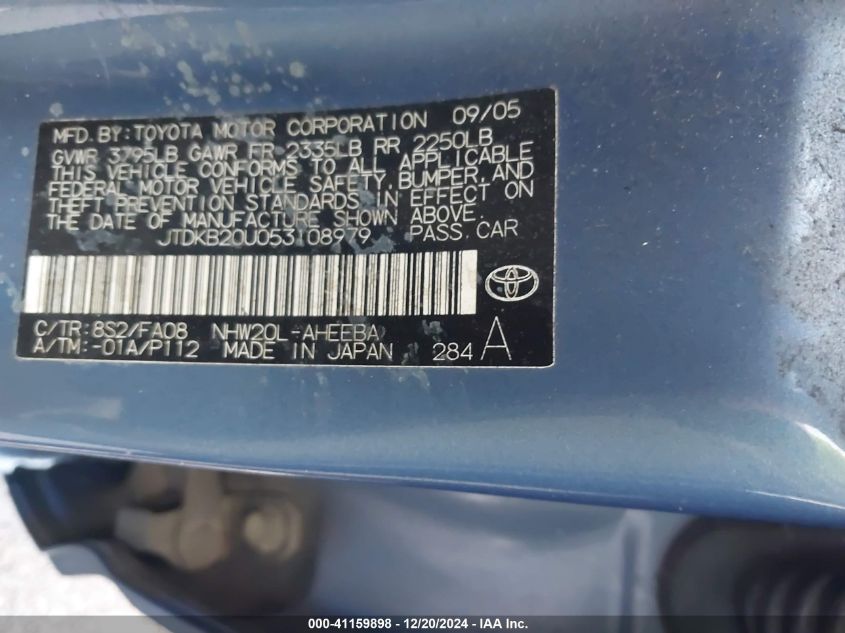 MFD. BY: TOYOTA MOTOR CORPORATION 09/05
GVWR 3795LB GAWR FR 2335LB RR 2250LB
THIS VEHICLE CONFORMS TO ALL APPLICABLE
FEDERAL MOTOR VEHICLE SAFETY, BUMPER, AND
THEFT PREVENTION STANDARDS IN EFFECT ON
THE DATE OF MANUFACTURE SHOWN ABOVE.
JTDKB20U053108979 PASS. CAR
C/TR:8S2/FA08 NHW20L-AHEEBA
A/TM:-01A/P112 MADE IN JAPAN 284 A
000-41159898 - 12/20/2024 - IAA Inc.